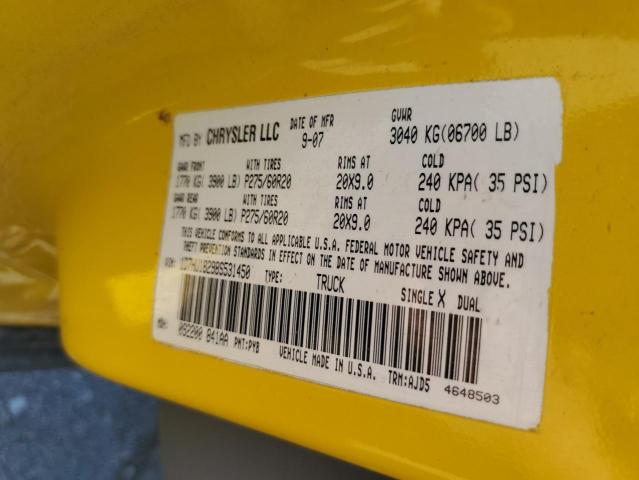 MFD BY CHRYSLER LLC DATE OF MFR 9-07 GVWR 3040 KG(06700 LB)
GAWR FRONT WITH TIRES RIMS AT COLD
1770 KG( 3900 LB) P275/60R20 20X9.0 240 KPA( 35 PSI)
GAWR REAR WITH TIRES RIMS AT COLD
1770 KG( 3900 LB) P275/60R20 20X9.0 240 KPA( 35 PSI)
THIS VEHICLE CONFORMS TO ALL APPLICABLE U.S.A. FEDERAL MOTOR VEHICLE SAFETY AND
THEFT PREVENTION STANDARDS IN EFFECT ON THE DATE OF MANUFACTURE SHOWN ABOVE.
VIN: TYPE: TRUCK SINGLE X DUAL
MDH: 092200 841AA PNT:PYB VEHICLE MADE IN U.S.A. TRM:AJD5 4648503